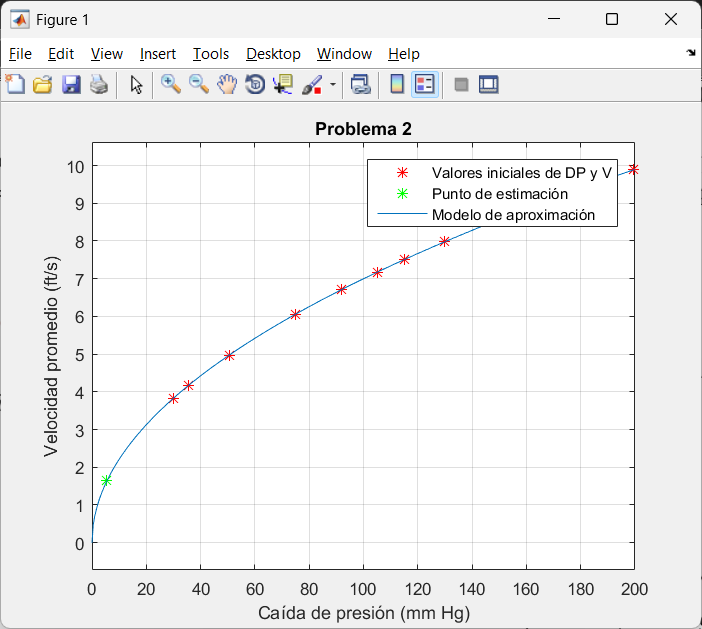 Figure 1
File Edit View Insert Tools Desktop Window Help
Problema 2
Valores iniciales de DP y V
Punto de estimación
Modelo de aproximación
Velocidad promedio (ft/s)
10
9
8
7
6
5
4
3
2
1
0
0 20 40 60 80 100 120 140 160 180 200
Caída de presión (mm Hg)